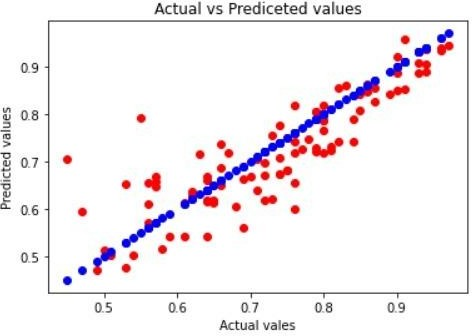 Actual vs Prediceted values
Predicted values
0.9
0.8
0.7
0.6
0.5
0.5 0.6 0.7 0.8 0.9
Actual vales